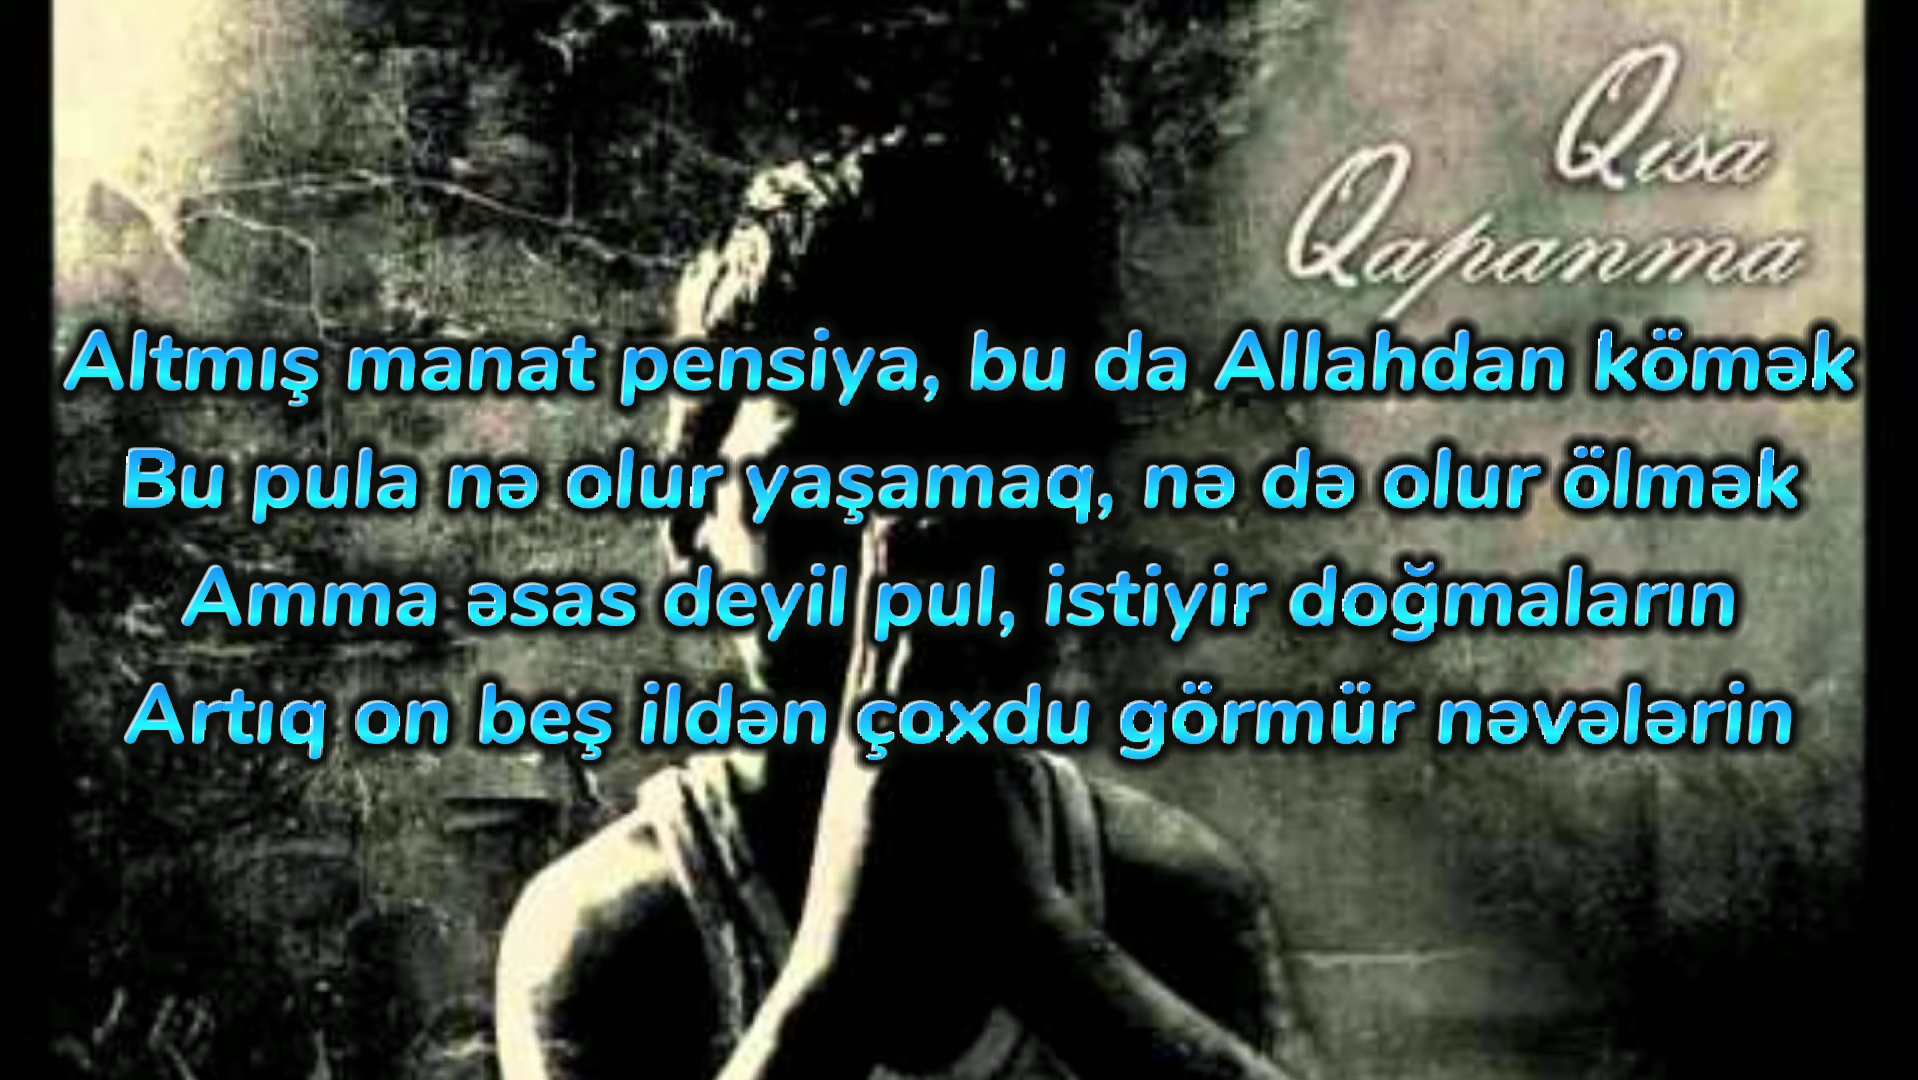 Qısa
Qapanma
Altmış manat pensiya, bu da Allahdan kömək
Bu pula nə olur yaşamaq, nə də olur ölmək
Amma əsas deyil pul, istiyir doğmaların
Artıq on beş ildən çoxdu görmür nəvələrin